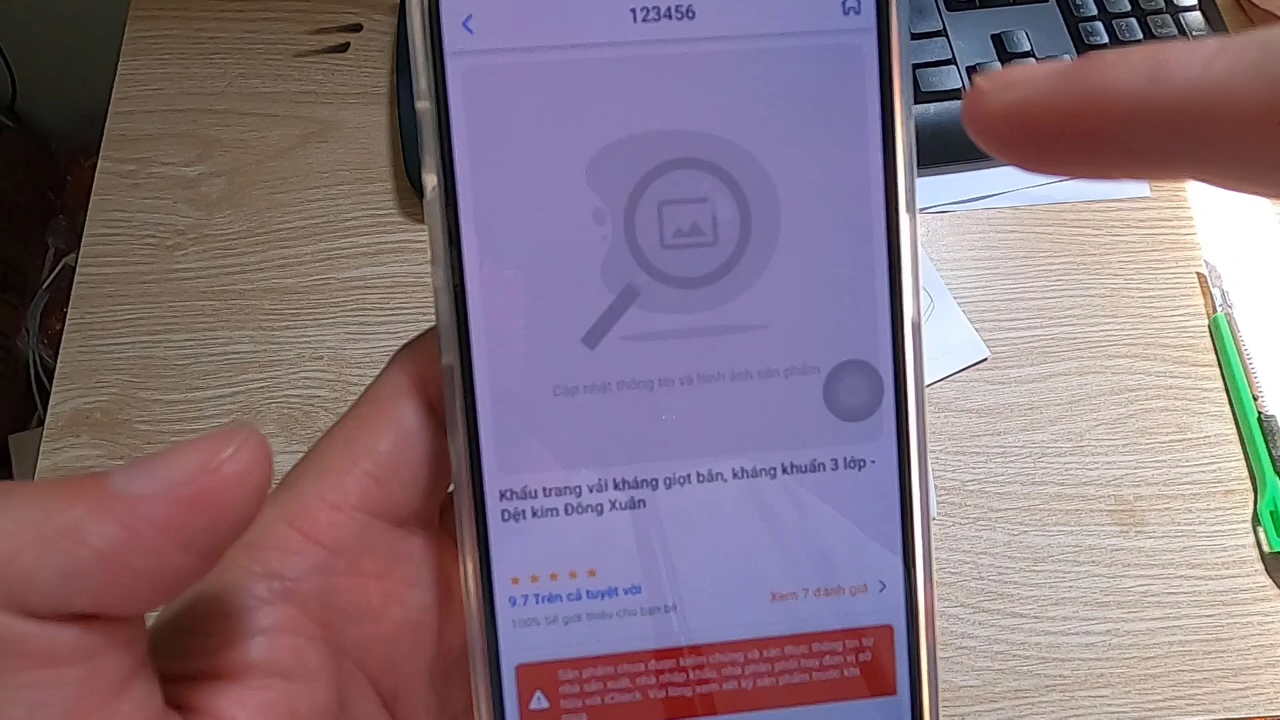 123456
Cập nhật thông tin và hình ảnh sản phẩm
Khẩu trang vải kháng giọt bắn, kháng khuẩn 3 lớp -
Dệt kim Đông Xuân
9.7 Trên cả tuyệt vời
Xem 7 đánh giá
100% Sẽ giới thiệu cho bạn bè
Sản phẩm chưa được kiểm chứng và xác thực thông tin từ
nhà sản xuất, nhà nhập khẩu, nhà phân phối hay đơn vị sở
hữu với iCheck. Vui lòng xem xét kỹ sản phẩm trước khi